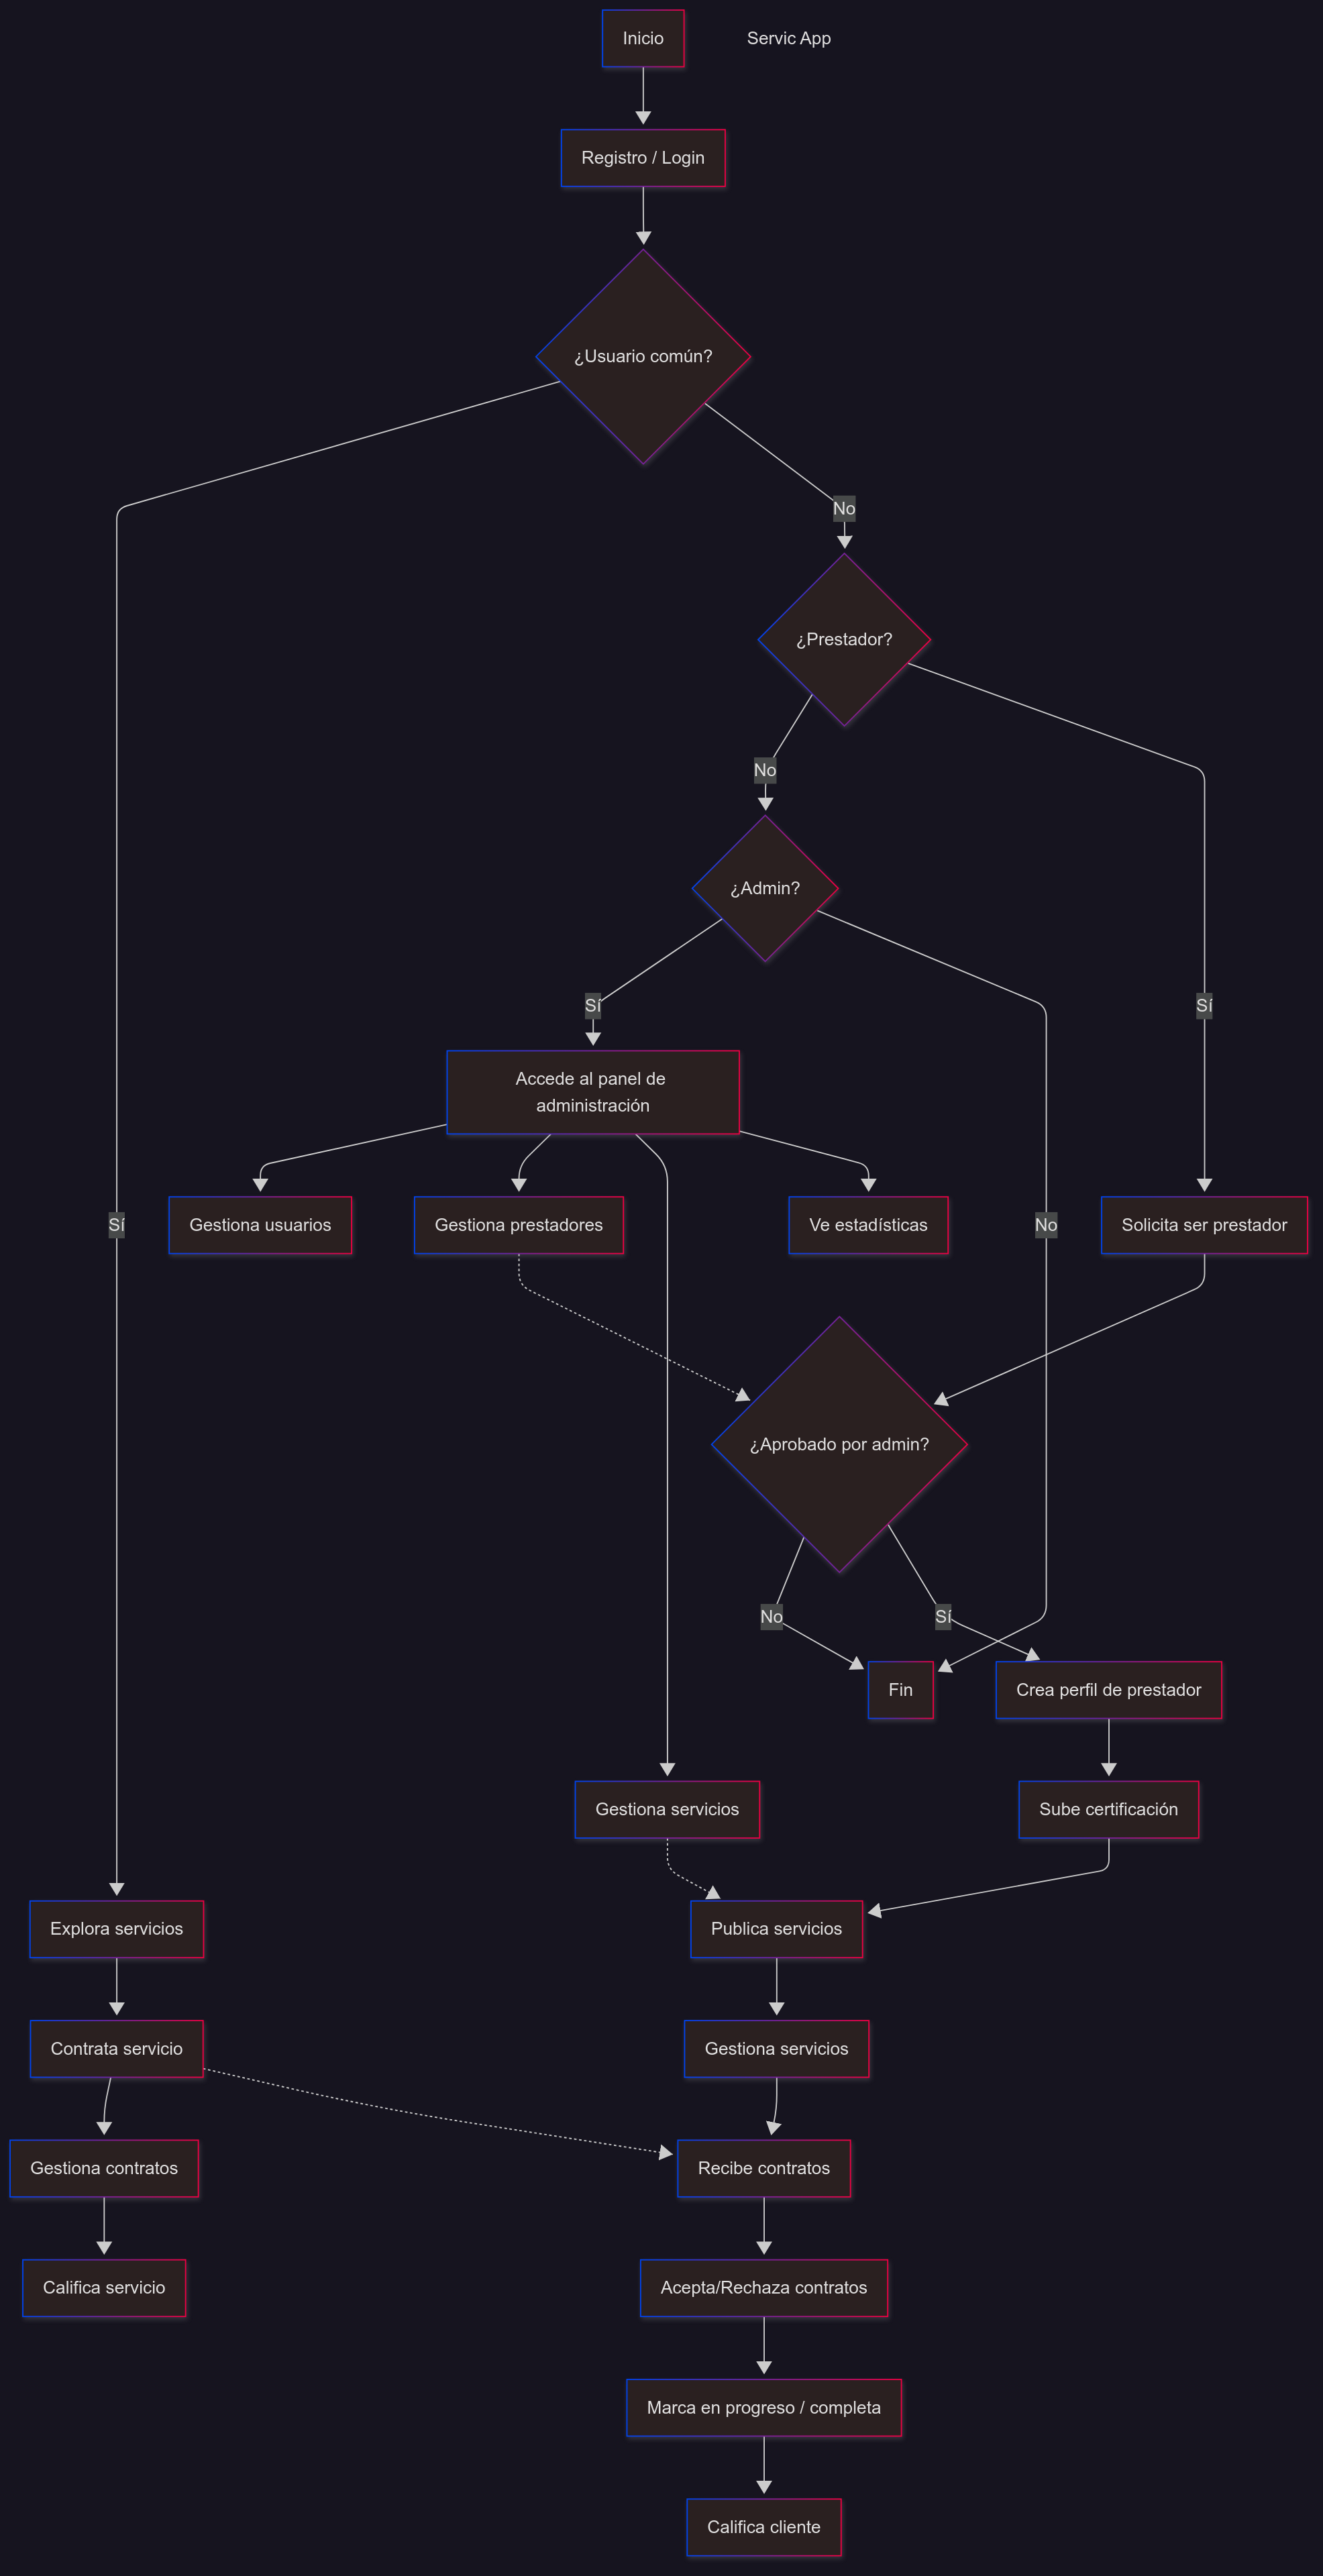 Inicio
Servic App
Registro / Login
¿Usuario común?
No
¿Prestador?
No
¿Admin?
Sí
Sí
Accede al panel de
administración
Sí
Gestiona usuarios
Gestiona prestadores
Ve estadísticas
No
Solicita ser prestador
¿Aprobado por admin?
No
Sí
Fin
Crea perfil de prestador
Gestiona servicios
Sube certificación
Explora servicios
Publica servicios
Contrata servicio
Gestiona servicios
Gestiona contratos
Recibe contratos
Califica servicio
Acepta/Rechaza contratos
Marca en progreso / completa
Califica cliente